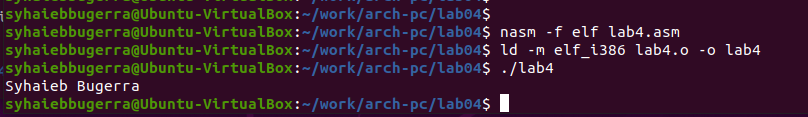 syhaiebbugerra@Ubuntu-VirtualBox:~/work/arch-pc/lab04$
syhaiebbugerra@Ubuntu-VirtualBox:~/work/arch-pc/lab04$ nasm -f elf lab4.asm
syhaiebbugerra@Ubuntu-VirtualBox:~/work/arch-pc/lab04$ ld -m elf_i386 lab4.o -o lab4
syhaiebbugerra@Ubuntu-VirtualBox:~/work/arch-pc/lab04$ ./lab4
Syhaieb Bugerra
syhaiebbugerra@Ubuntu-VirtualBox:~/work/arch-pc/lab04$